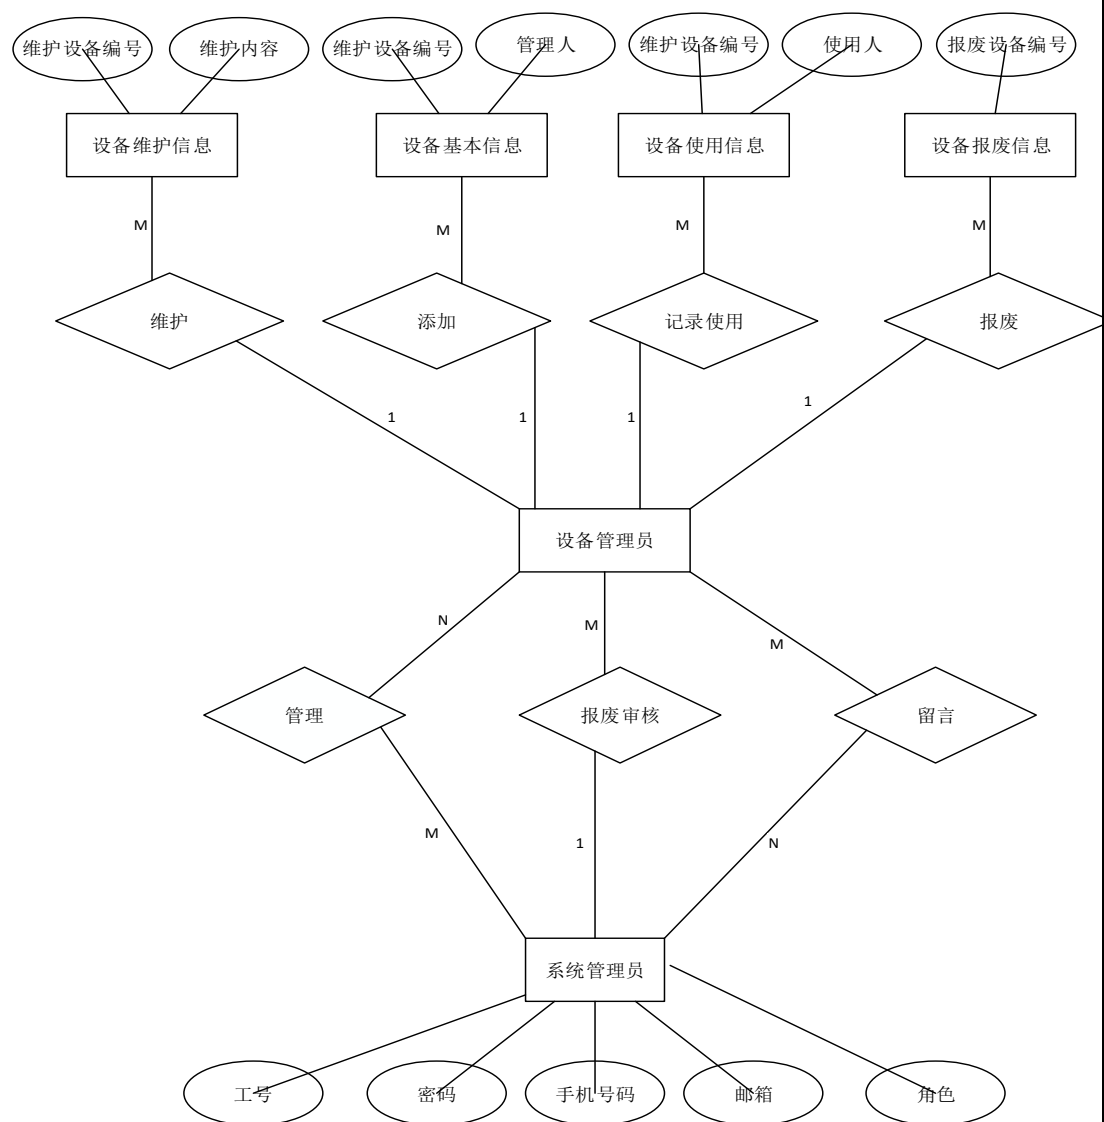 维护设备编号
维护内容
维护设备编号
管理人
维护设备编号
使用人
报废设备编号
设备维护信息
设备基本信息
设备使用信息
设备报废信息
M
M
M
M
维护
添加
记录使用
报废
1
1
1
1
设备管理员
N
M
M
管理
报废审核
留言
M
1
N
系统管理员
工号
密码
手机号码
邮箱
角色